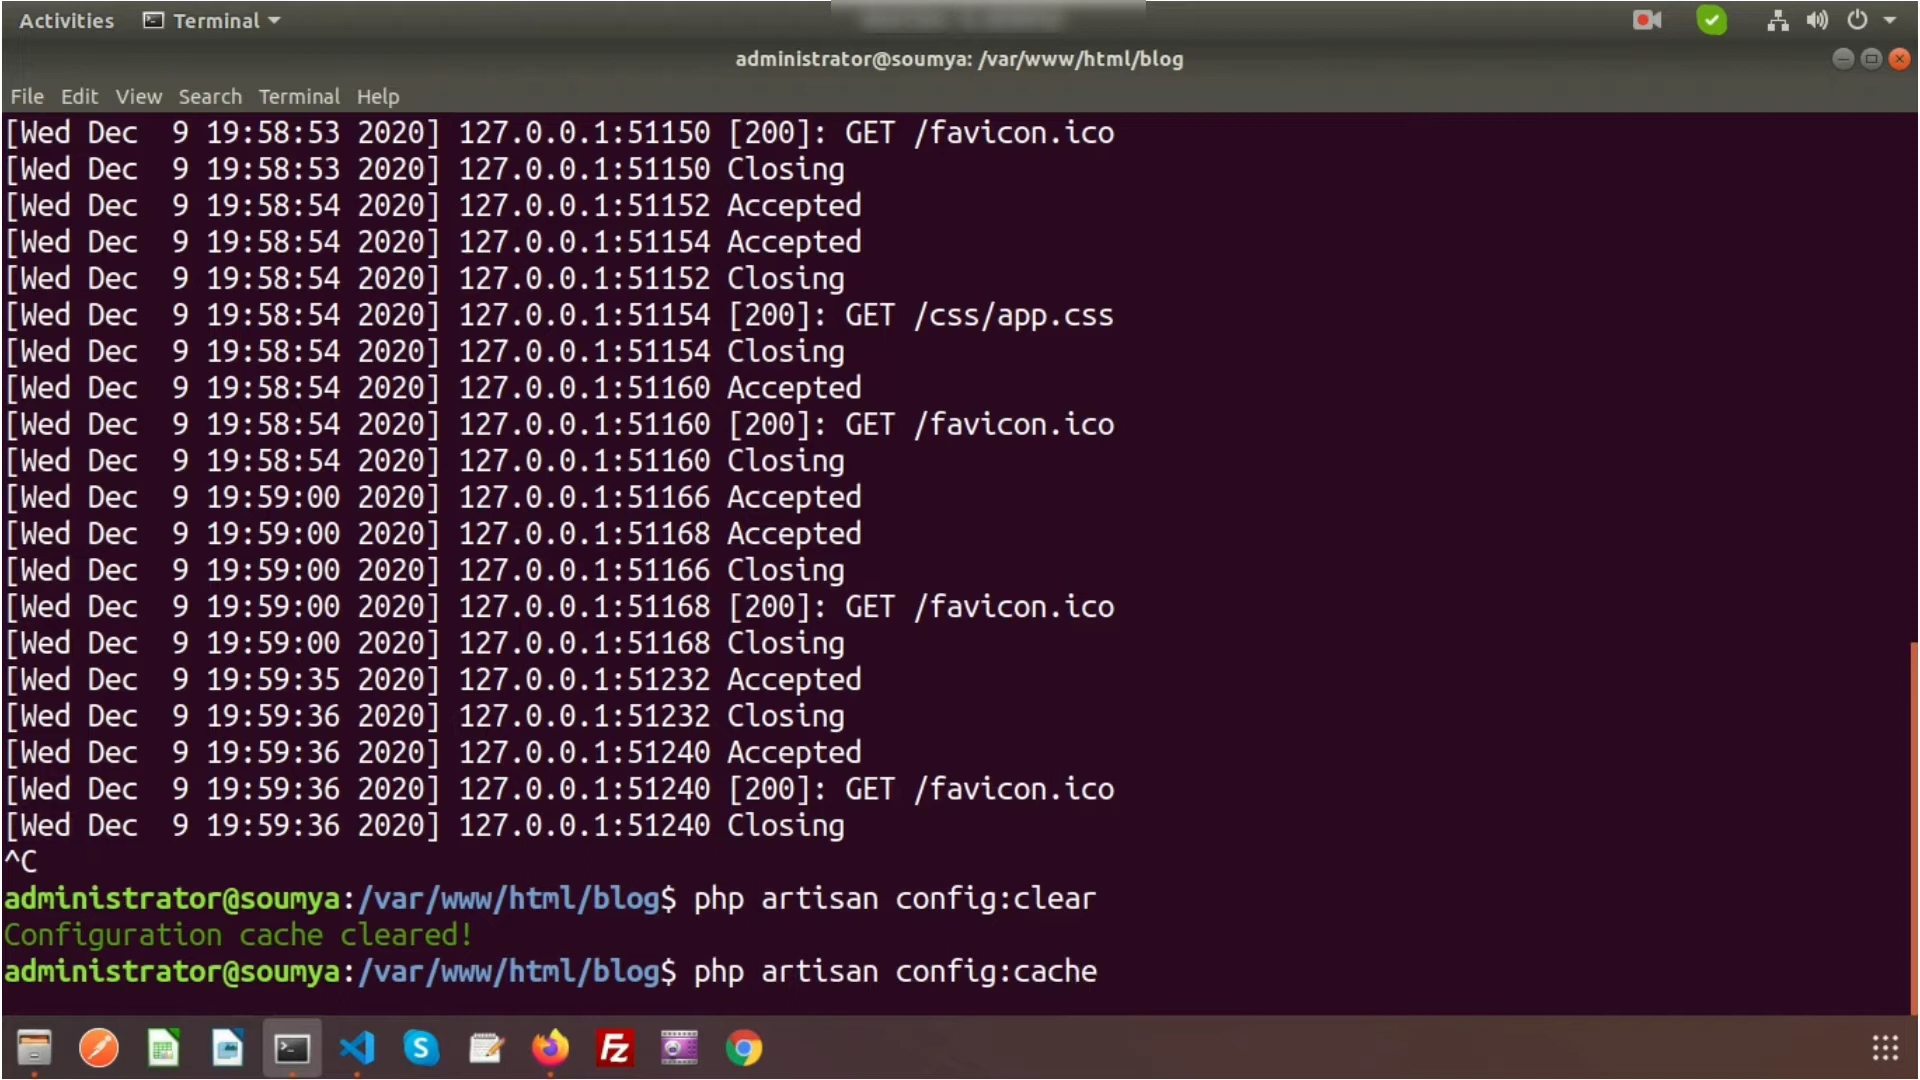 Activities Terminal
administrator@soumya: /var/www/html/blog
File Edit View Search Terminal Help
[Wed Dec  9 19:58:53 2020] 127.0.0.1:51150 [200]: GET /favicon.ico
[Wed Dec  9 19:58:53 2020] 127.0.0.1:51150 Closing
[Wed Dec  9 19:58:54 2020] 127.0.0.1:51152 Accepted
[Wed Dec  9 19:58:54 2020] 127.0.0.1:51154 Accepted
[Wed Dec  9 19:58:54 2020] 127.0.0.1:51152 Closing
[Wed Dec  9 19:58:54 2020] 127.0.0.1:51154 [200]: GET /css/app.css
[Wed Dec  9 19:58:54 2020] 127.0.0.1:51154 Closing
[Wed Dec  9 19:58:54 2020] 127.0.0.1:51160 Accepted
[Wed Dec  9 19:58:54 2020] 127.0.0.1:51160 [200]: GET /favicon.ico
[Wed Dec  9 19:58:54 2020] 127.0.0.1:51160 Closing
[Wed Dec  9 19:59:00 2020] 127.0.0.1:51166 Accepted
[Wed Dec  9 19:59:00 2020] 127.0.0.1:51168 Accepted
[Wed Dec  9 19:59:00 2020] 127.0.0.1:51166 Closing
[Wed Dec  9 19:59:00 2020] 127.0.0.1:51168 [200]: GET /favicon.ico
[Wed Dec  9 19:59:00 2020] 127.0.0.1:51168 Closing
[Wed Dec  9 19:59:35 2020] 127.0.0.1:51232 Accepted
[Wed Dec  9 19:59:36 2020] 127.0.0.1:51232 Closing
[Wed Dec  9 19:59:36 2020] 127.0.0.1:51240 Accepted
[Wed Dec  9 19:59:36 2020] 127.0.0.1:51240 [200]: GET /favicon.ico
[Wed Dec  9 19:59:36 2020] 127.0.0.1:51240 Closing
^C
administrator@soumya:/var/www/html/blog$ php artisan config:clear
Configuration cache cleared!
administrator@soumya:/var/www/html/blog$ php artisan config:cache
S
Fz